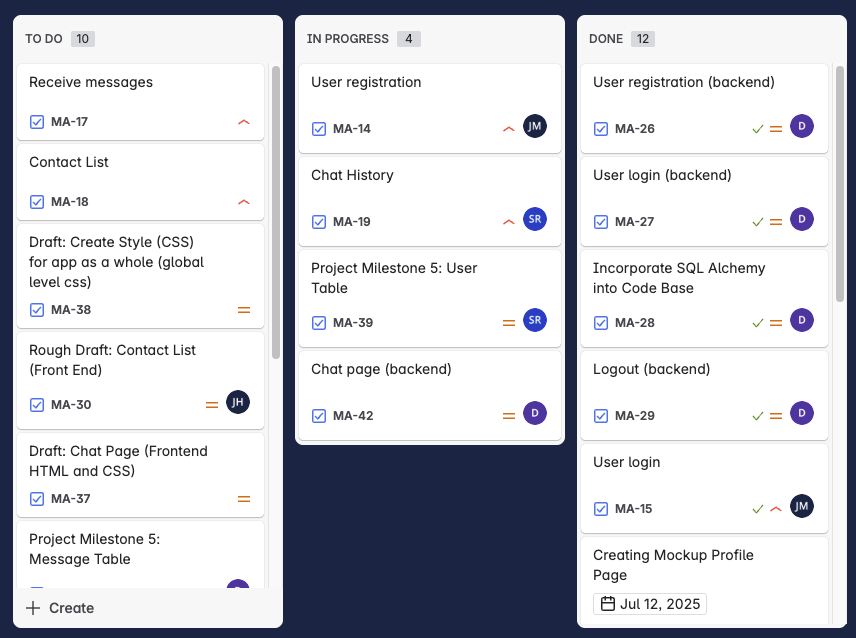 TO DO 10
Receive messages
MA-17
Contact List
MA-18
Draft: Create Style (CSS)
for app as a whole (global
level css)
MA-38
Rough Draft: Contact List
(Front End)
MA-30 JH
Draft: Chat Page (Frontend
HTML and CSS)
MA-37
Project Milestone 5:
Message Table
Create
IN PROGRESS 4
User registration
MA-14 JM
Chat History
MA-19 SR
Project Milestone 5: User
Table
MA-39 SR
Chat page (backend)
MA-42 D
DONE 12
User registration (backend)
MA-26 D
User login (backend)
MA-27 D
Incorporate SQL Alchemy
into Code Base
MA-28 D
Logout (backend)
MA-29 D
User login
MA-15 JM
Creating Mockup Profile
Page
Jul 12, 2025